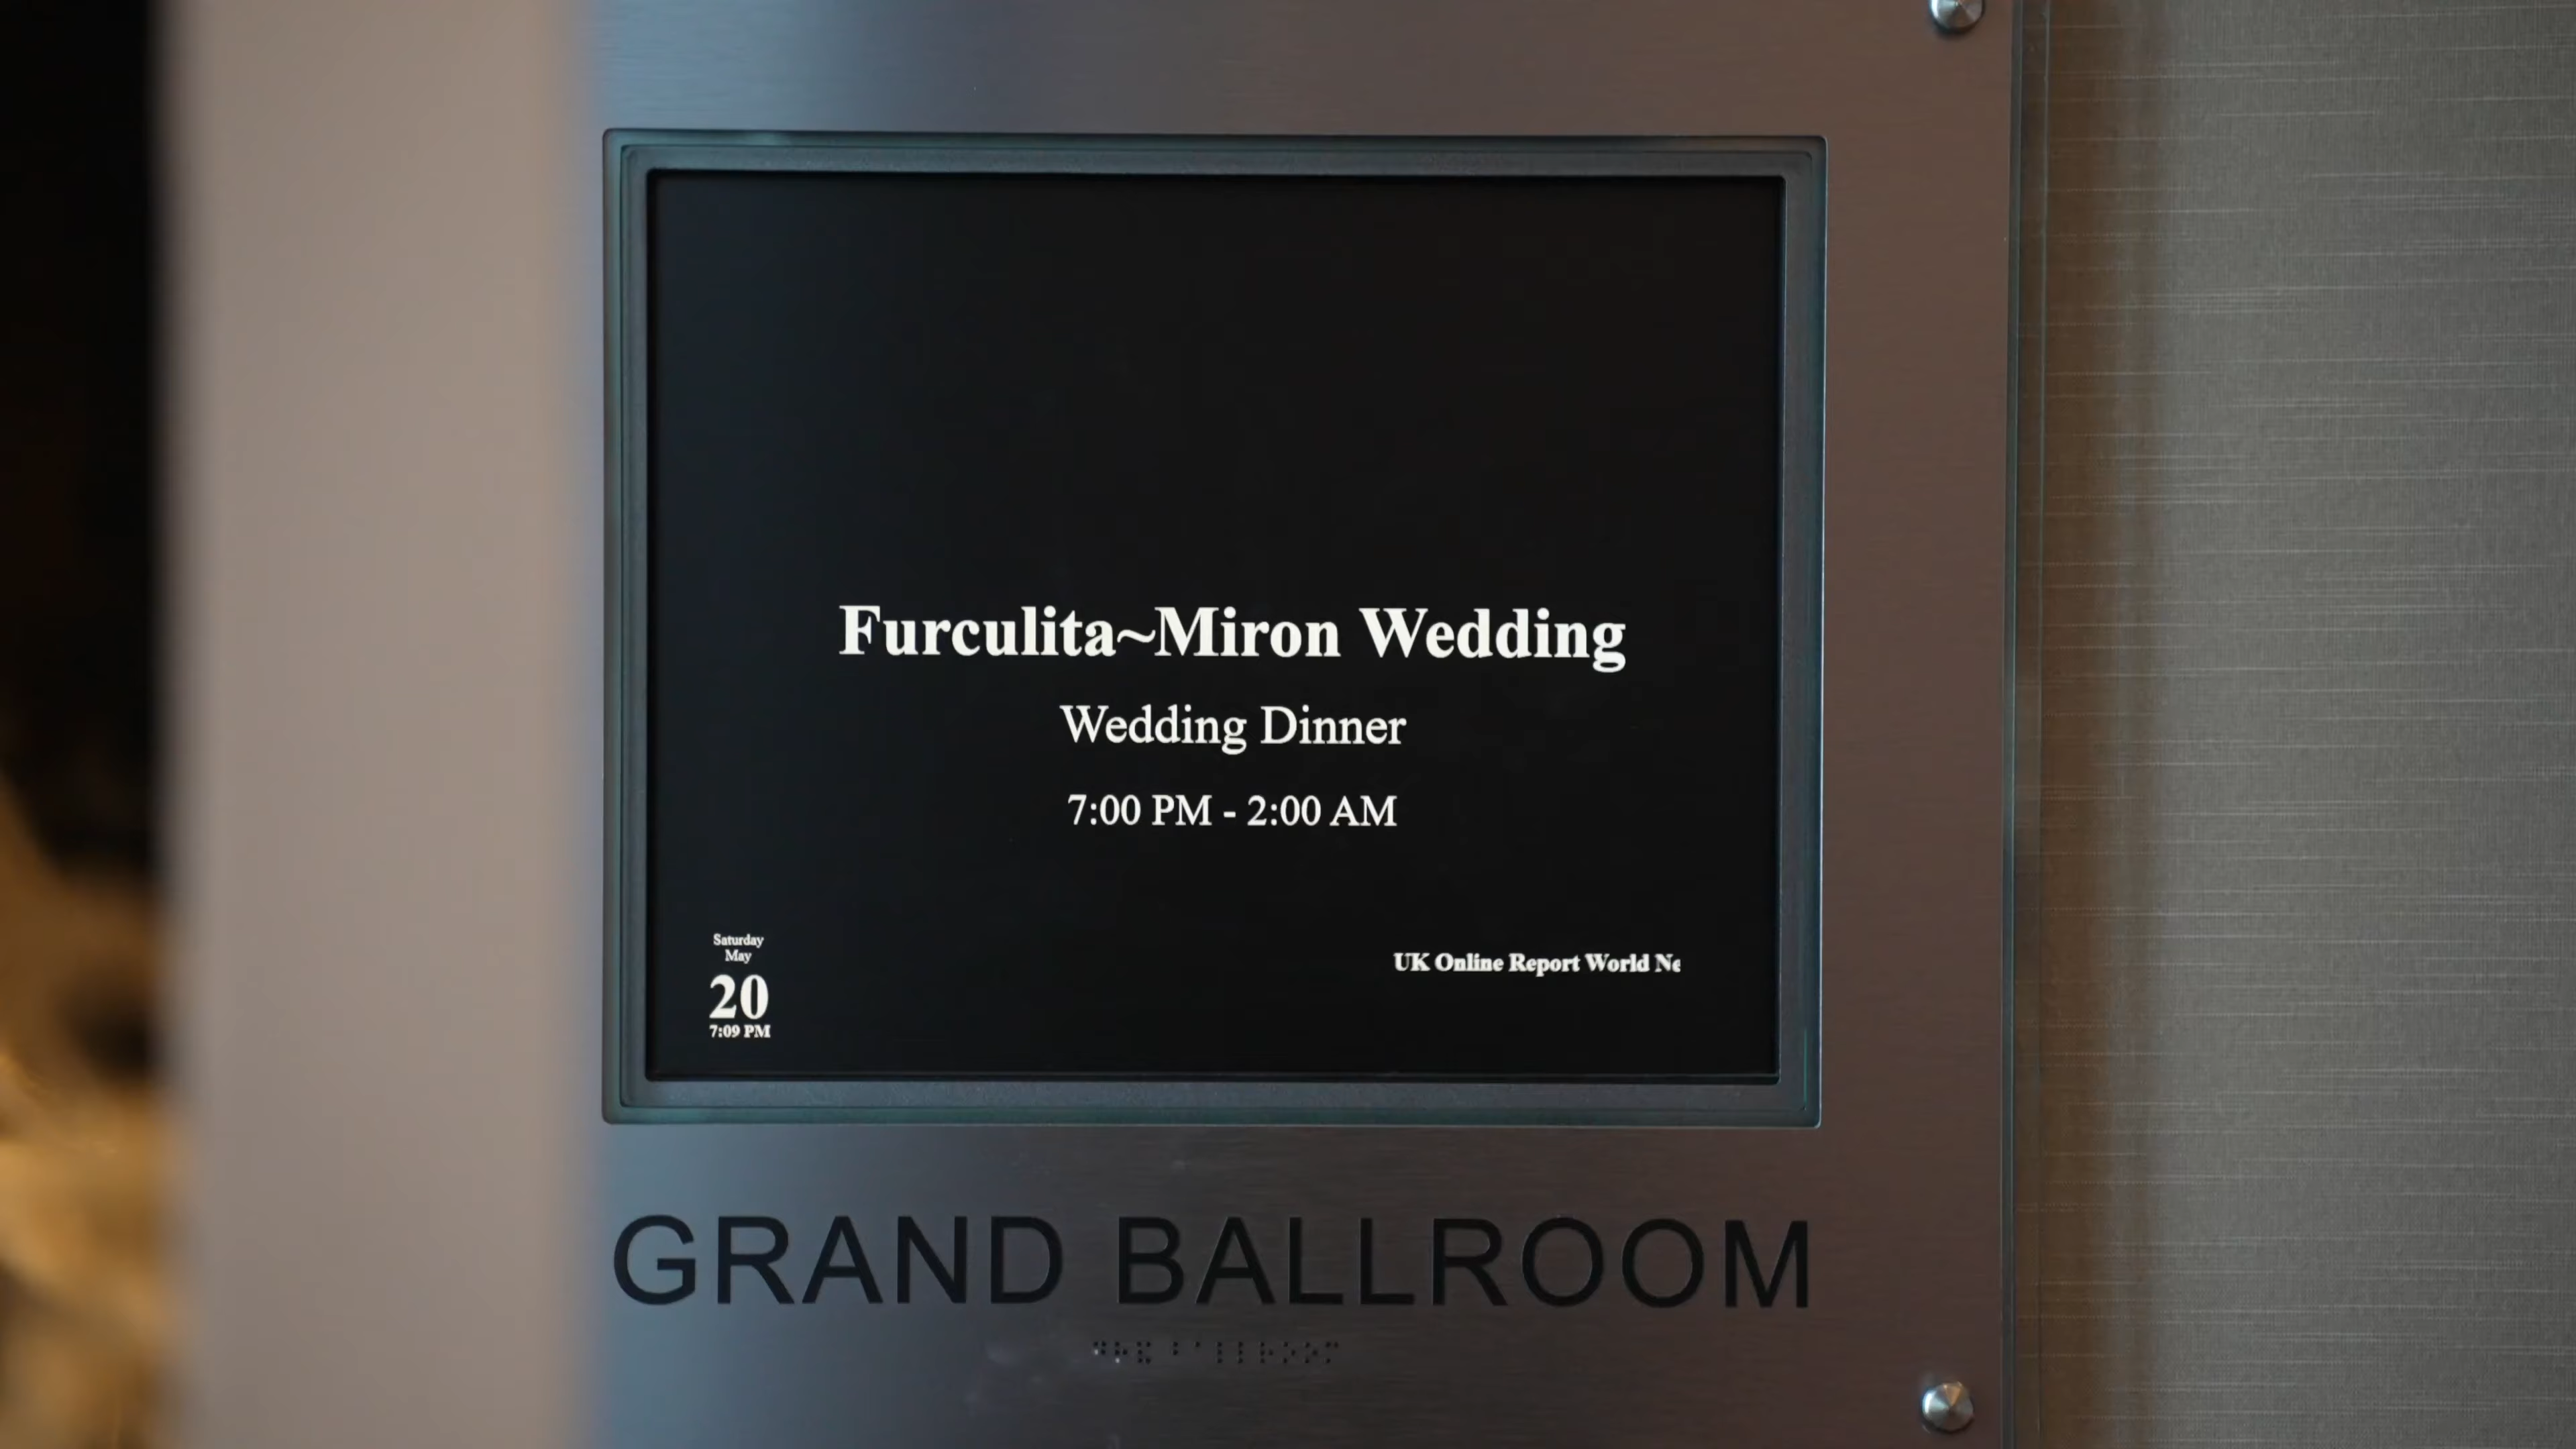 Furculita~Miron Wedding
Wedding Dinner
7:00 PM - 2:00 AM
Saturday
May
20
7:09 PM
UK Online Report World Ne
GRAND BALLROOM